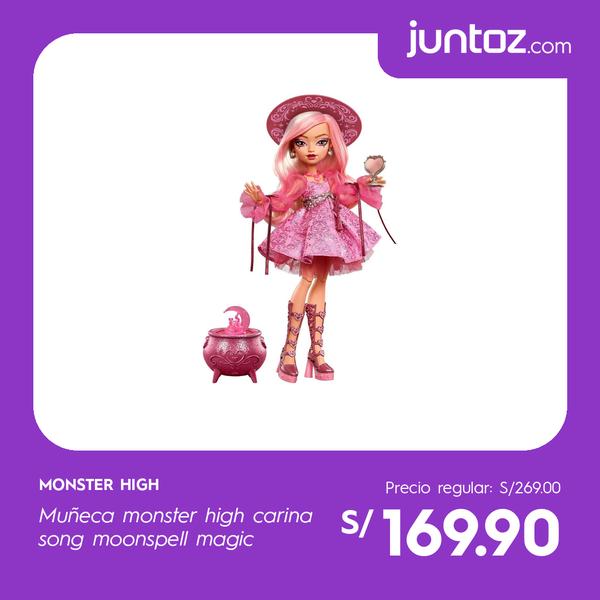 juntoz.com
MONSTER HIGH
Muñeca monster high carina
song moonspell magic
Precio regular: S/269.00
S/169.90